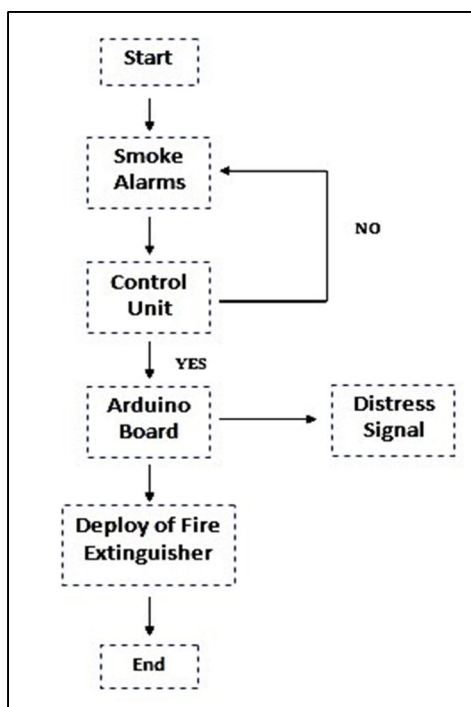 Start
Smoke
Alarms
NO
Control
Unit
YES
Arduino
Board
Distress
Signal
Deploy of Fire
Extinguisher
End